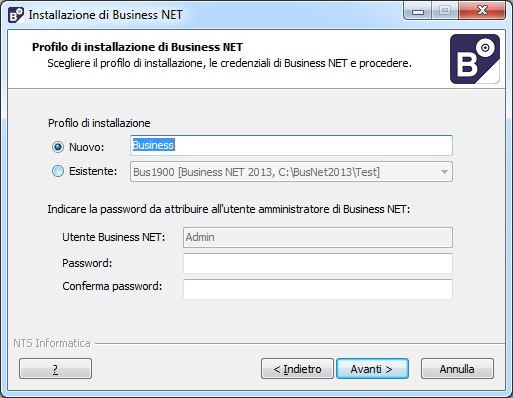 Installazione di Business NET
Profilo di installazione di Business NET
Scegliere il profilo di installazione, le credenziali di Business NET e procedere.
B
Profilo di installazione
Nuovo: Business
Esistente: Bus1900 [Business NET 2013, C:\BusNet2013\Test]
Indicare la password da attribuire all'utente amministratore di Business NET:
Utente Business NET: Admin
Password:
Conferma password:
NTS Informatica
? < Indietro Avanti > Annulla